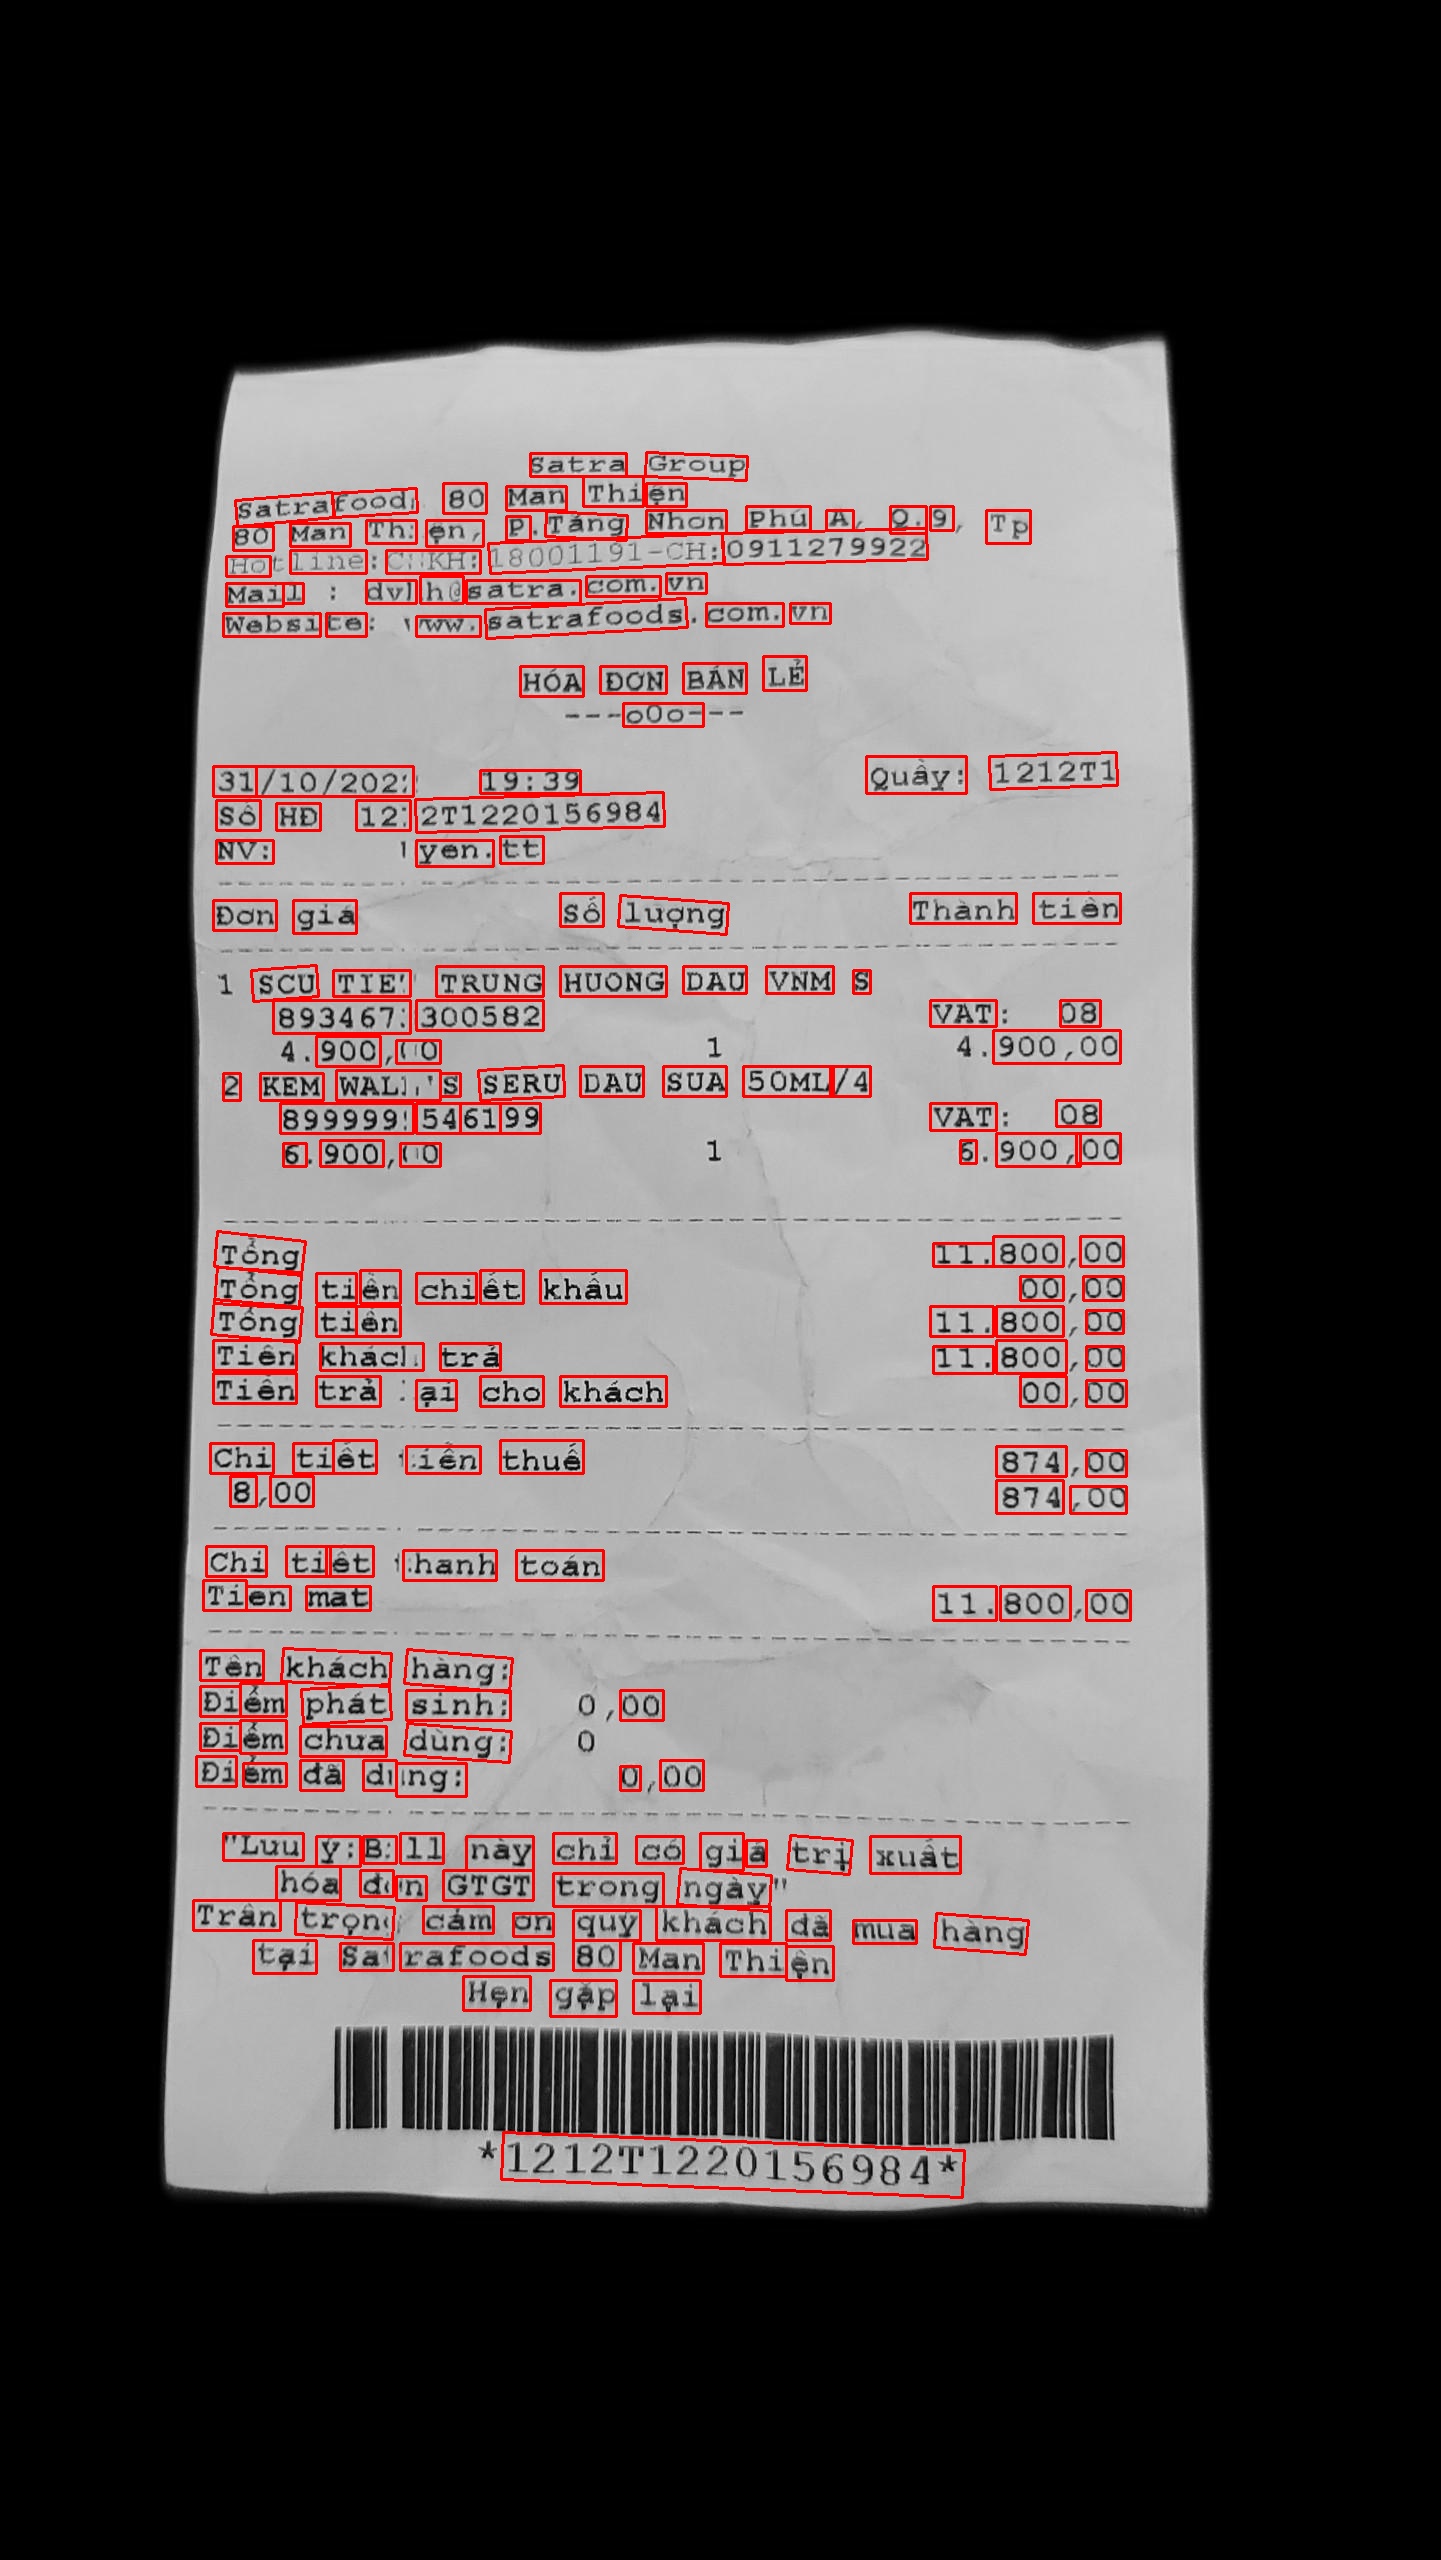 Satra Group
Satrafoods 80 Man Thiện
80 Man Thiện, P.Tăng Nhơn Phú A, Q.9, Tp
Hotline:CSKH:18001191-CH:0911279922
Mail : dvkh@satra.com.vn
Website: www.satrafoods.com.vn
HÓA ĐƠN BÁN LẺ
---oOo---
31/10/202 19:39 Quầy: 1212T1
Số HĐ 1212T1220156984
NV: yen.tt
Đơn giá Số lượng Thành tiền
1 SCU TIET TRUNG HUONG DAU VNM S
893467 300582 VAT: 08
4.900,00 1 4.900,00
2 KEM WALL'S SERU DAU SUA 50ML/4
899999 546199 VAT: 08
6.900,00 1 6.900,00
Tổng 11.800,00
Tổng tiền chiết khấu 00,00
Tổng tiền 11.800,00
Tiền khách trả 11.800,00
Tiền trả lại cho khách 00,00
Chi tiết tiền thuế 874,00
8,00 874,00
Chi tiết thanh toán
Tien mat 11.800,00
Tên khách hàng:
Điểm phát sinh: 0,00
Điểm chưa dùng: 0
Điểm đã dùng: 0,00
"Lưu ý:Bill này chỉ có giá trị xuất
hóa đơn GTGT trong ngày"
Trân trọng cảm ơn quý khách đã mua hàng
tại Satrafoods 80 Man Thiện
Hẹn gặp lại
*1212T1220156984*